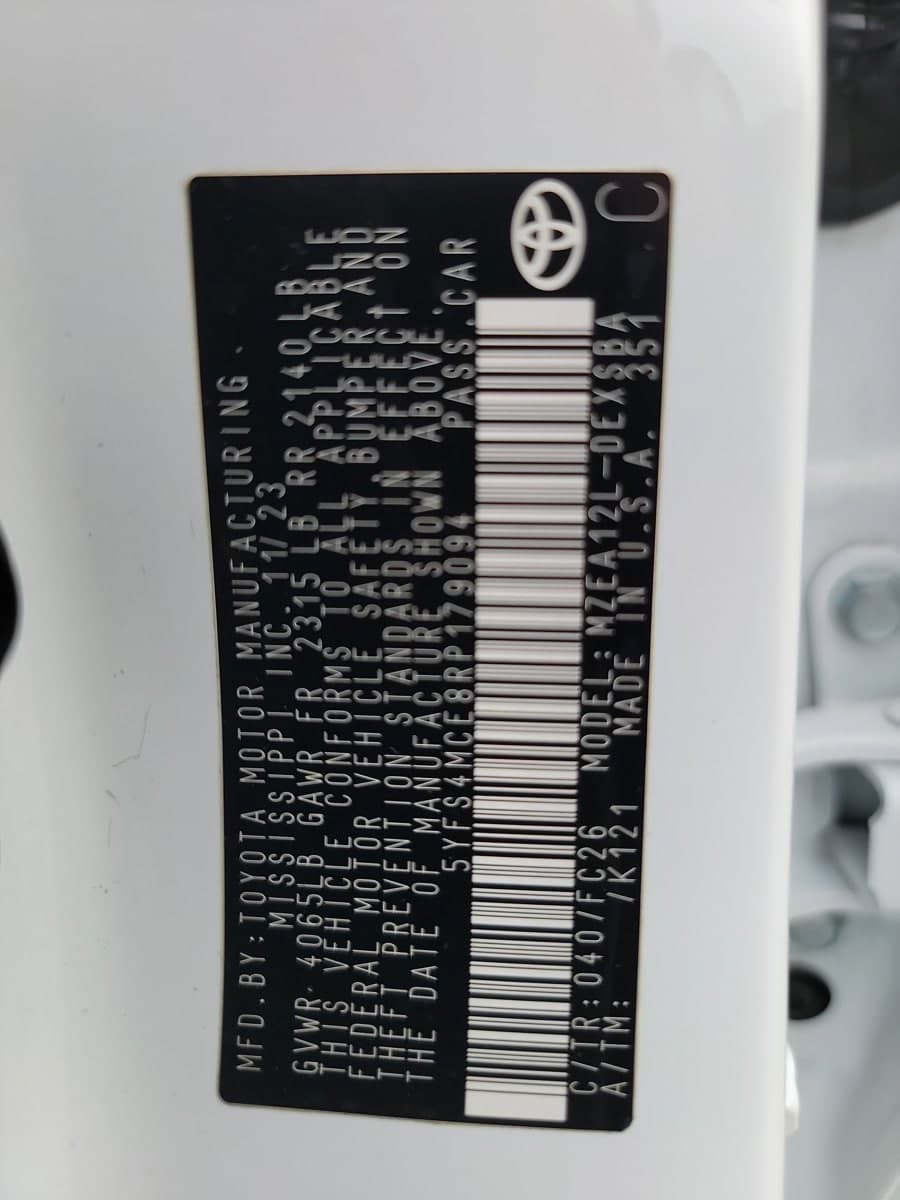 MFD.BY:TOYOTA MOTOR MANUFACTURING.
MISSISSIPPI INC. 11/23
GVWR 4065LB GAWR FR 2315 LB RR 2140LB
THIS VEHICLE CONFORMS TO ALL APPLICABLE
FEDERAL MOTOR VEHICLE SAFETY, BUMPER AND
THEFT PREVENTION STANDARDS IN EFFECT ON
THE DATE OF MANUFACTURE SHOWN ABOVE.
5YFS4MCE8RP179094 PASS.CAR
C/TR:040/FC26 MODEL:MZEA12L-DEXSBA
A/TM: /K121 MADE IN U.S.A. 351 C